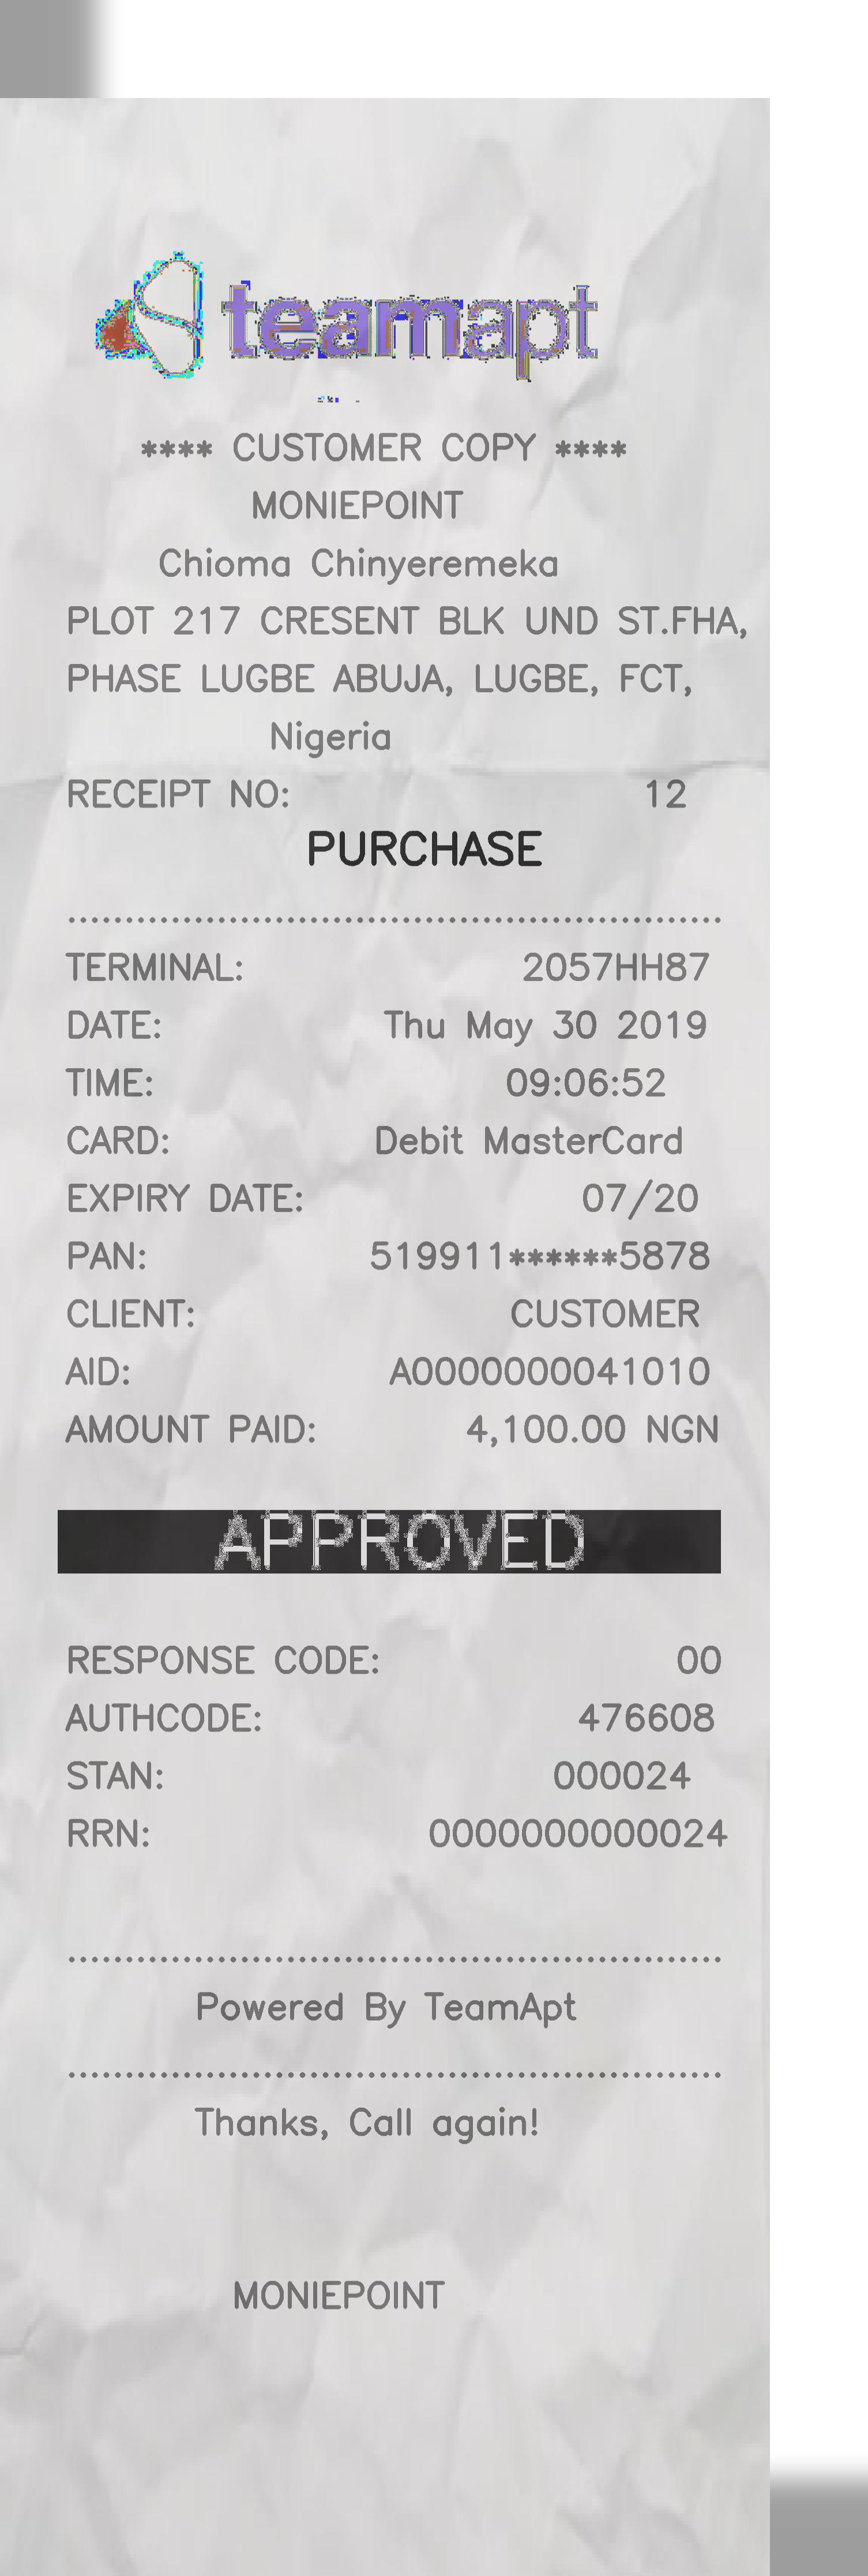 teamapt
**** CUSTOMER COPY ****
MONIEPOINT
Chioma Chinyeremeka
PLOT 217 CRESENT BLK UND ST.FHA,
PHASE LUGBE ABUJA, LUGBE, FCT,
Nigeria
RECEIPT NO: 12
PURCHASE
TERMINAL: 2057HH87
DATE: Thu May 30 2019
TIME: 09:06:52
CARD: Debit MasterCard
EXPIRY DATE: 07/20
PAN: 519911******5878
CLIENT: CUSTOMER
AID: A0000000041010
AMOUNT PAID: 4,100.00 NGN
APPROVED
RESPONSE CODE: 00
AUTHCODE: 476608
STAN: 000024
RRN: 0000000000024
Powered By TeamApt
Thanks, Call again!
MONIEPOINT